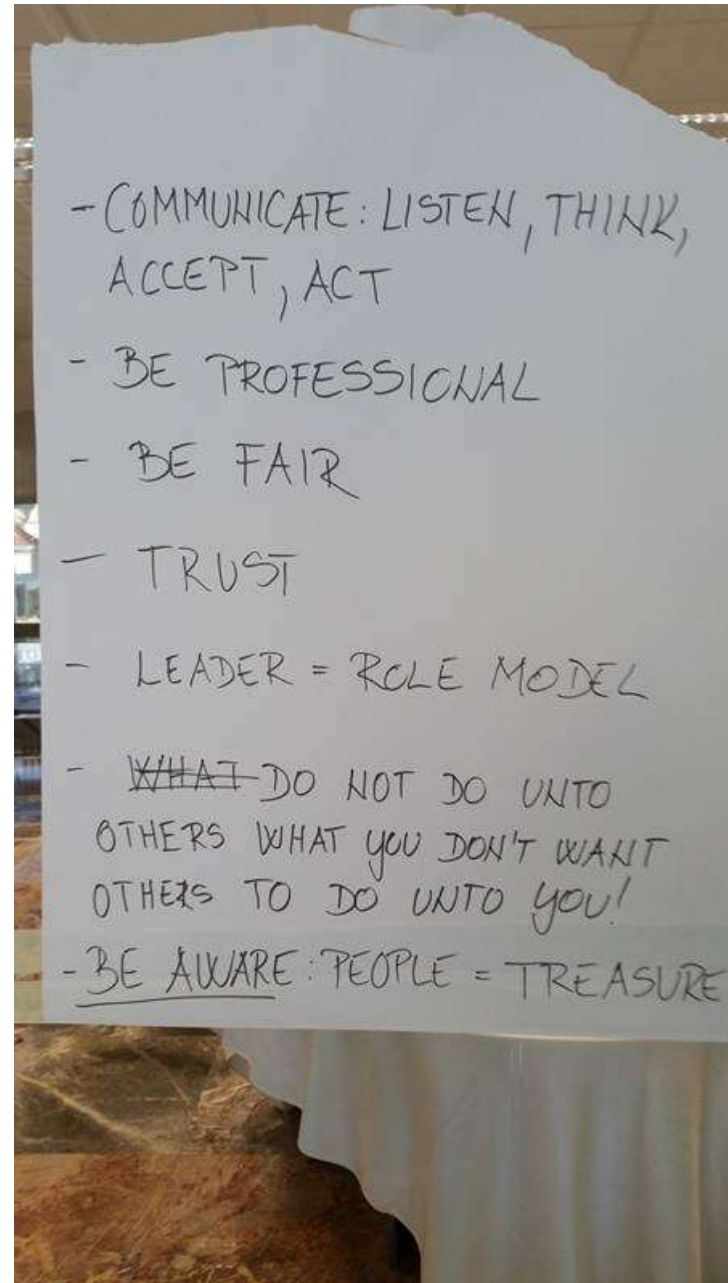 - COMMUNICATE: LISTEN, THINK,
ACCEPT, ACT
- BE PROFESSIONAL
- BE FAIR
- TRUST
- LEADER = ROLE MODEL
- WHAT DO NOT DO UNTO
OTHERS WHAT YOU DON'T WANT
OTHERS TO DO UNTO YOU!
- BE AWARE: PEOPLE = TREASURE